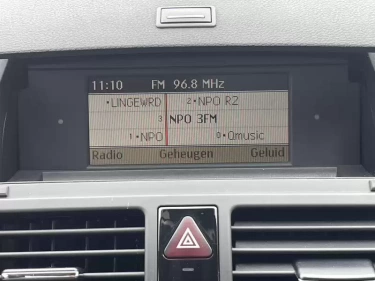 11:10 FM 96.8 MHz
•LINGEWRD 2•NPO RZ
3 NPO 3FM
1•NPO 0•Qmusic
Radio Geheugen Geluid